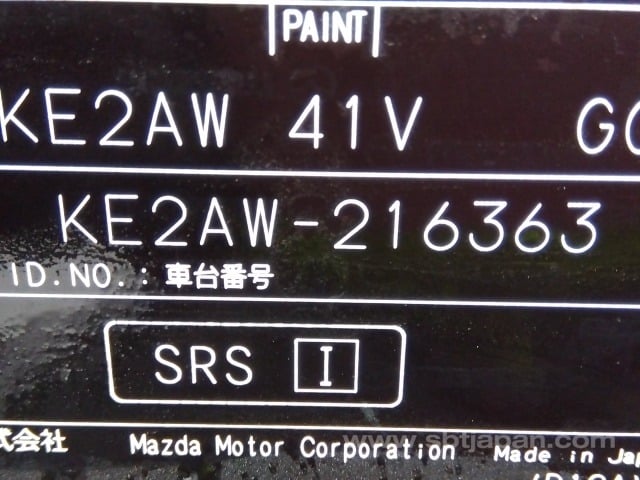 PAINT
KE2AW 41V GC
KE2AW-216363
ID.NO.: 車台番号
SRS I
式会社 Mazda Motor Corporation Made in Jap
www.sbtjapan.com